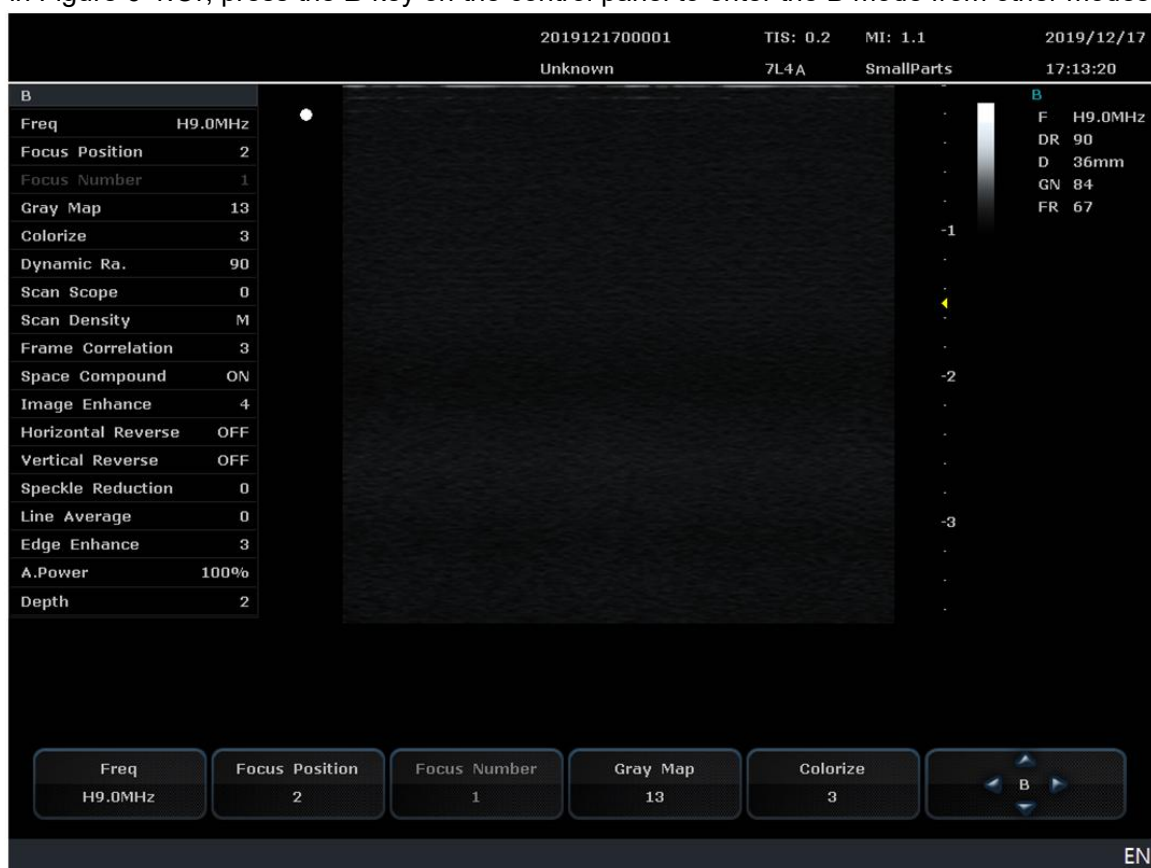 press the B key on the control panel to enter the B mode from other modes
2019121700001 TIS: 0.2 MI: 1.1 2019/12/17
Unknown 7L4A SmallParts 17:13:20
B
Freq H9.0MHz
Focus Position 2
Focus Number 1
Gray Map 13
Colorize 3
Dynamic Ra. 90
Scan Scope 0
Scan Density M
Frame Correlation 3
Space Compound ON
Image Enhance 4
Horizontal Reverse OFF
Vertical Reverse OFF
Speckle Reduction 0
Line Average 0
Edge Enhance 3
A.Power 100%
Depth 2
-1
-2
-3
B
F H9.0MHz
DR 90
D 36mm
GN 84
FR 67
Freq
H9.0MHz
Focus Position
2
Focus Number
1
Gray Map
13
Colorize
3
B
EN